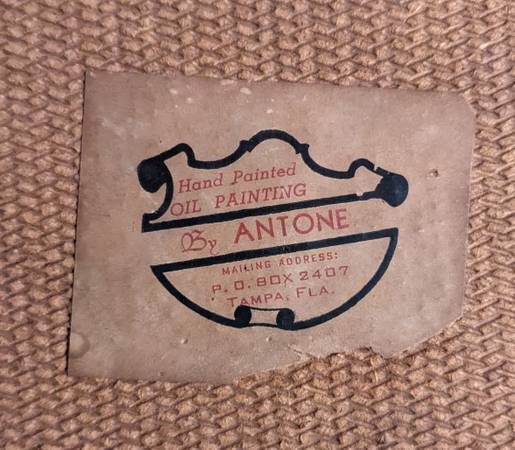 Hand Painted
OIL PAINTING
By ANTONE
MAILING ADDRESS:
P. O. BOX 2407
TAMPA, FLA.